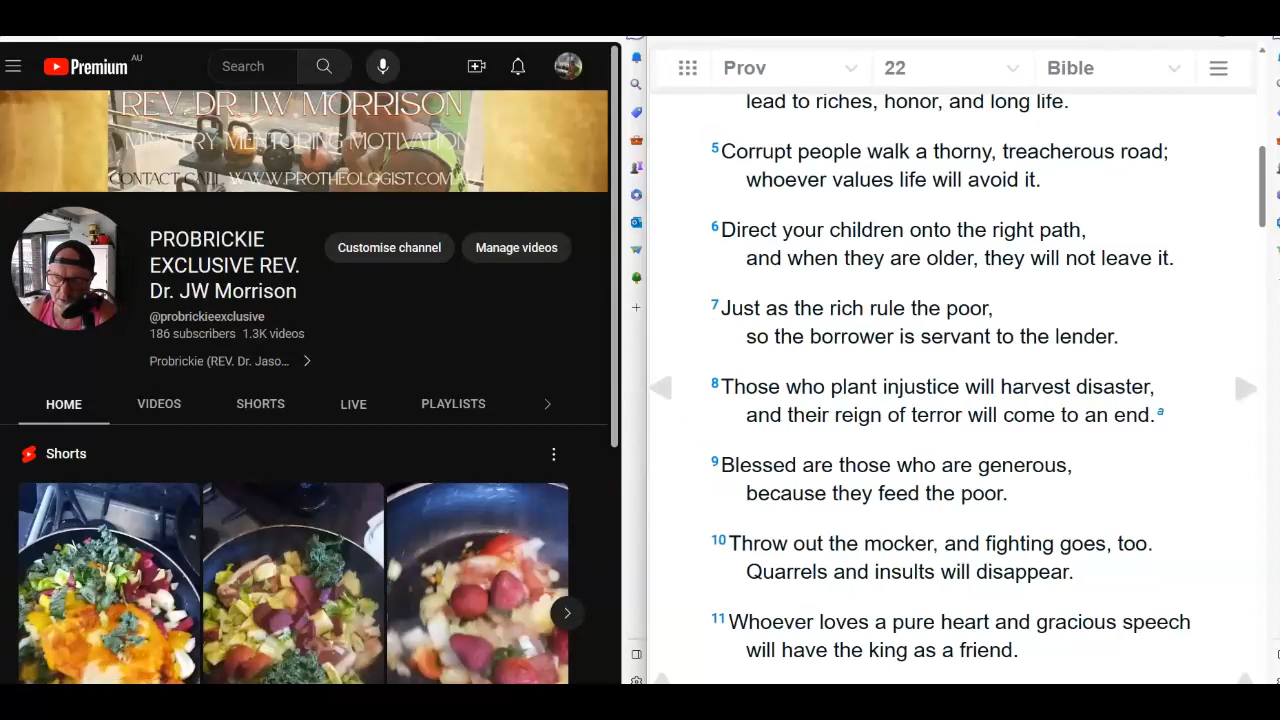 Premium AU
Search
REV. DR. JW MORRISON
MINISTRY MENTORING MOTIVATION
CONTACT CALL WWW.PROTHEOLOGIST.COM
PROBRICKIE
EXCLUSIVE REV.
Dr. JW Morrison
@probrickieexclusive
186 subscribers 1.3K videos
Probrickie (REV. Dr. Jaso...
Customise channel
Manage videos
HOME VIDEOS SHORTS LIVE PLAYLISTS
Shorts
Prov 22 Bible
lead to riches, honor, and long life.
5 Corrupt people walk a thorny, treacherous road;
whoever values life will avoid it.
6 Direct your children onto the right path,
and when they are older, they will not leave it.
7 Just as the rich rule the poor,
so the borrower is servant to the lender.
8 Those who plant injustice will harvest disaster,
and their reign of terror will come to an end. a
9 Blessed are those who are generous,
because they feed the poor.
10 Throw out the mocker, and fighting goes, too.
Quarrels and insults will disappear.
11 Whoever loves a pure heart and gracious speech
will have the king as a friend.